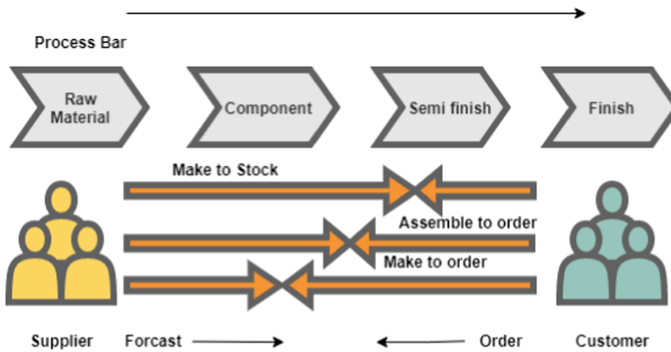 Process Bar
Raw
Material
Component
Semi finish
Finish
Make to Stock
Assemble to order
Make to order
Supplier
Forcast
Order
Customer